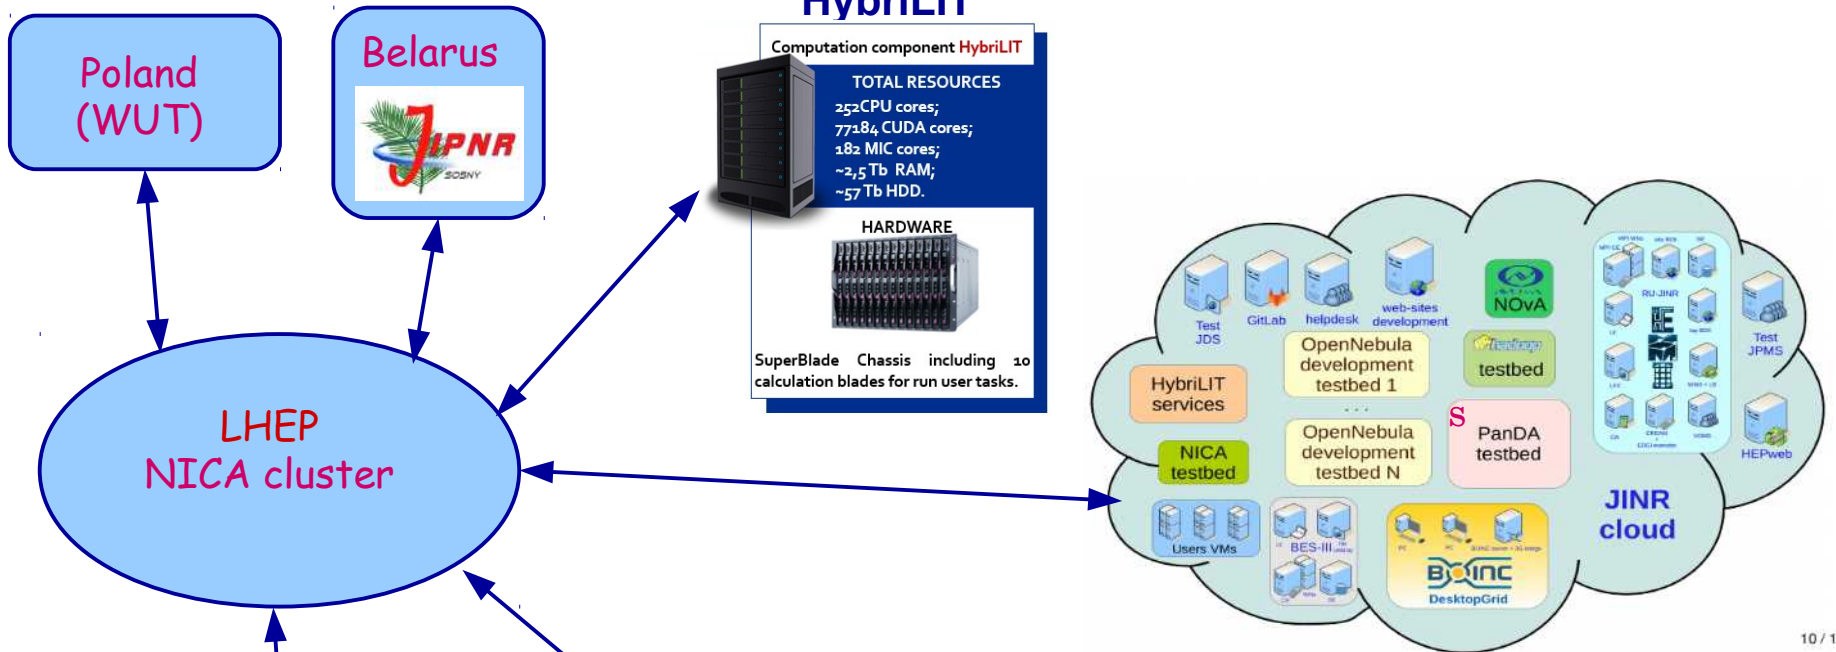 HybriLIT
Poland
(WUT)
Belarus
JIPNR
SOSNY
Computation component HybriLIT
TOTAL RESOURCES
252CPU cores;
77184 CUDA cores;
182 MIC cores;
~2,5 Tb RAM;
~57 Tb HDD.
HARDWARE
SuperBlade Chassis including 10
calculation blades for run user tasks.
LHEP
NICA cluster
Test
JDS
GitLab
helpdesk
web-sites
development
NOvA
RU-JINR
Test
JPMS
OpenNebula
development
testbed 1
hadoop
testbed
HybriLIT
services
. . .
S
PanDA
testbed
OpenNebula
development
testbed N
NICA
testbed
HEPweb
JINR
cloud
Users VMs
BES-III
BOINC
DesktopGrid
10 / 1